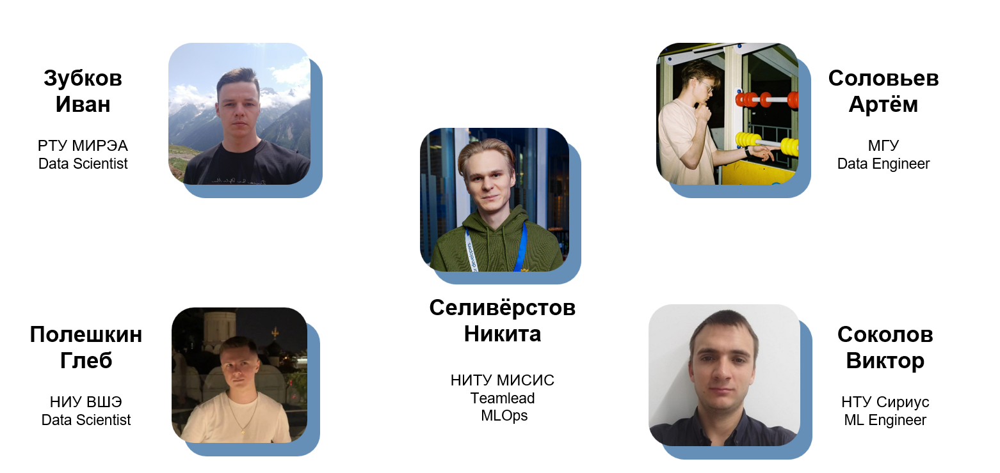 Зубков
Иван
РТУ МИРЭА
Data Scientist
Соловьев
Артём
МГУ
Data Engineer
Селивёрстов
Никита
НИТУ МИСИС
Teamlead
MLOps
Полешкин
Глеб
НИУ ВШЭ
Data Scientist
Соколов
Виктор
НТУ Сириус
ML Engineer
developers.